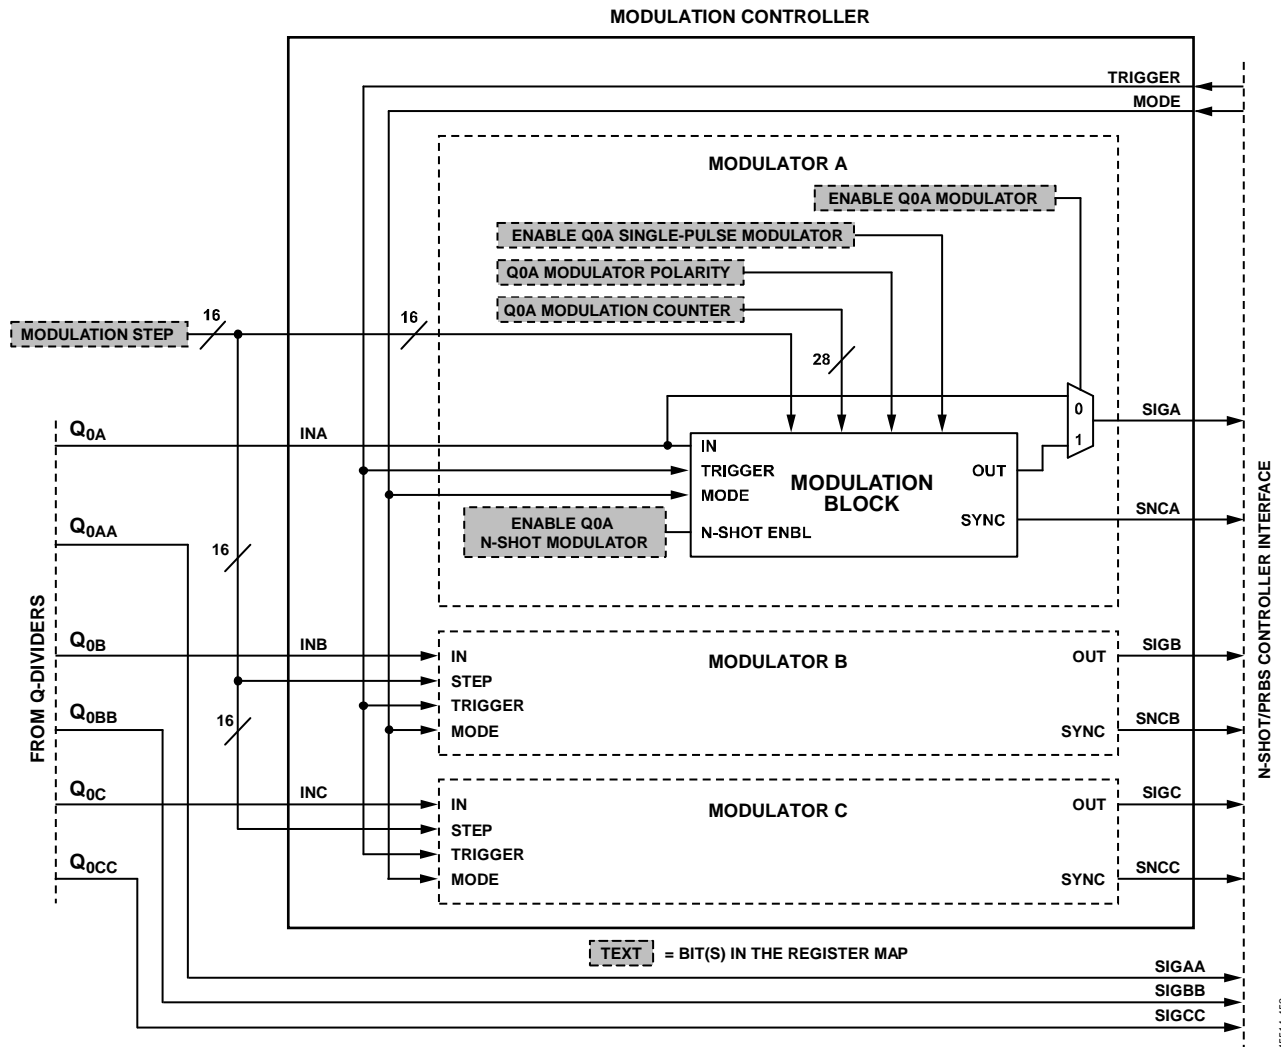 MODULATION CONTROLLER
TRIGGER
MODE
MODULATOR A
ENABLE Q0A MODULATOR
ENABLE Q0A SINGLE-PULSE MODULATOR
Q0A MODULATOR POLARITY
Q0A MODULATION COUNTER
MODULATION STEP
16
16
28
Q0A
INA
IN
TRIGGER
MODE
N-SHOT ENBL
MODULATION
BLOCK
OUT
SYNC
0
1
SIGA
SNCA
ENABLE Q0A
N-SHOT MODULATOR
Q0AA
16
FROM Q-DIVIDERS
N-SHOT/PRBS CONTROLLER INTERFACE
Q0B
INB
IN
STEP
TRIGGER
MODE
MODULATOR B
OUT
SYNC
SIGB
SNCB
Q0BB
16
Q0C
INC
IN
STEP
TRIGGER
MODE
MODULATOR C
OUT
SYNC
SIGC
SNCC
Q0CC
TEXT = BIT(S) IN THE REGISTER MAP
SIGAA
SIGBB
SIGCC